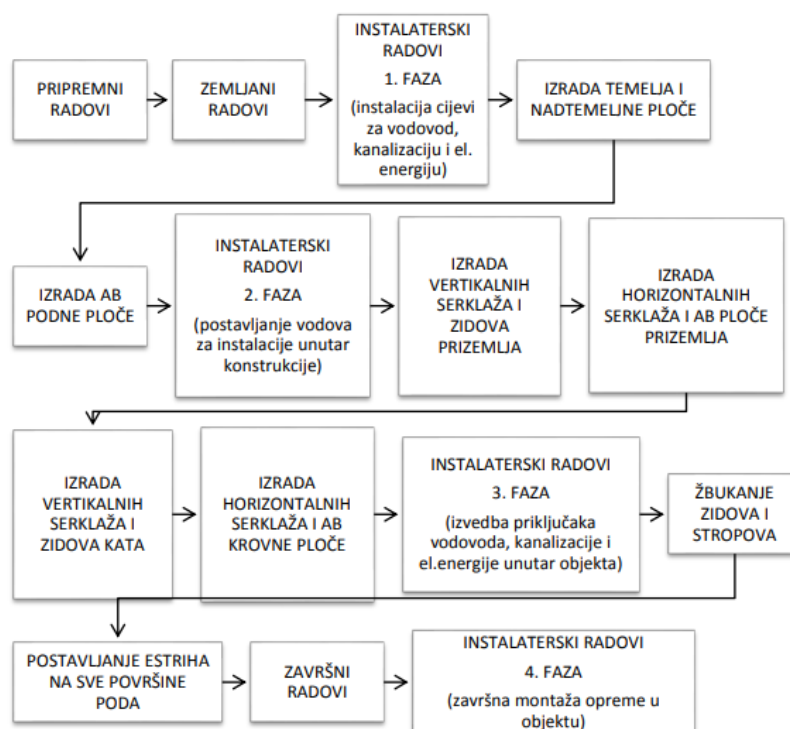 PRIPREMNI
RADOVI
ZEMLJANI
RADOVI
INSTALATERSKI
RADOVI
1. FAZA
(instalacija cijevi
za vodovod,
kanalizaciju i el.
energiju)
IZRADA TEMELJA I
NADTEMELJNE PLOČE
IZRADA AB
PODNE PLOČE
INSTALATERSKI
RADOVI
2. FAZA
(postavljanje vodova
za instalacije unutar
konstrukcije)
IZRADA
VERTIKALNIH
SERKLAŽA I
ZIDOVA
PRIZEMLJA
IZRADA
HORIZONTALNIH
SERKLAŽA I AB PLOČE
PRIZEMLJA
IZRADA
VERTIKALNIH
SERKLAŽA I
ZIDOVA KATA
IZRADA
HORIZONTALNIH
SERKLAŽA I AB
KROVNE PLOČE
INSTALATERSKI RADOVI
3. FAZA
(izvedba priključaka
vodovoda, kanalizacije i
el.energije unutar objekta)
ŽBUKANJE
ZIDOVA I
STROPOVA
POSTAVLJANJE ESTRIHA
NA SVE POVRŠINE
PODA
ZAVRŠNI
RADOVI
INSTALATERSKI RADOVI
4. FAZA
(završna montaža opreme u
objektu)